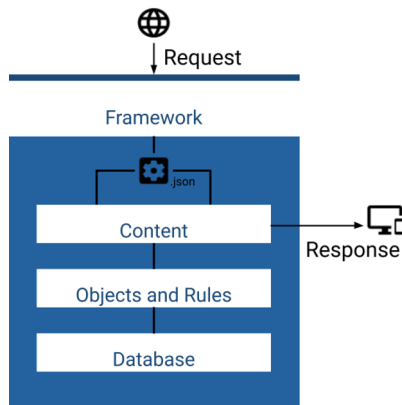 Request
Framework
.json
Content
Response
Objects and Rules
Database